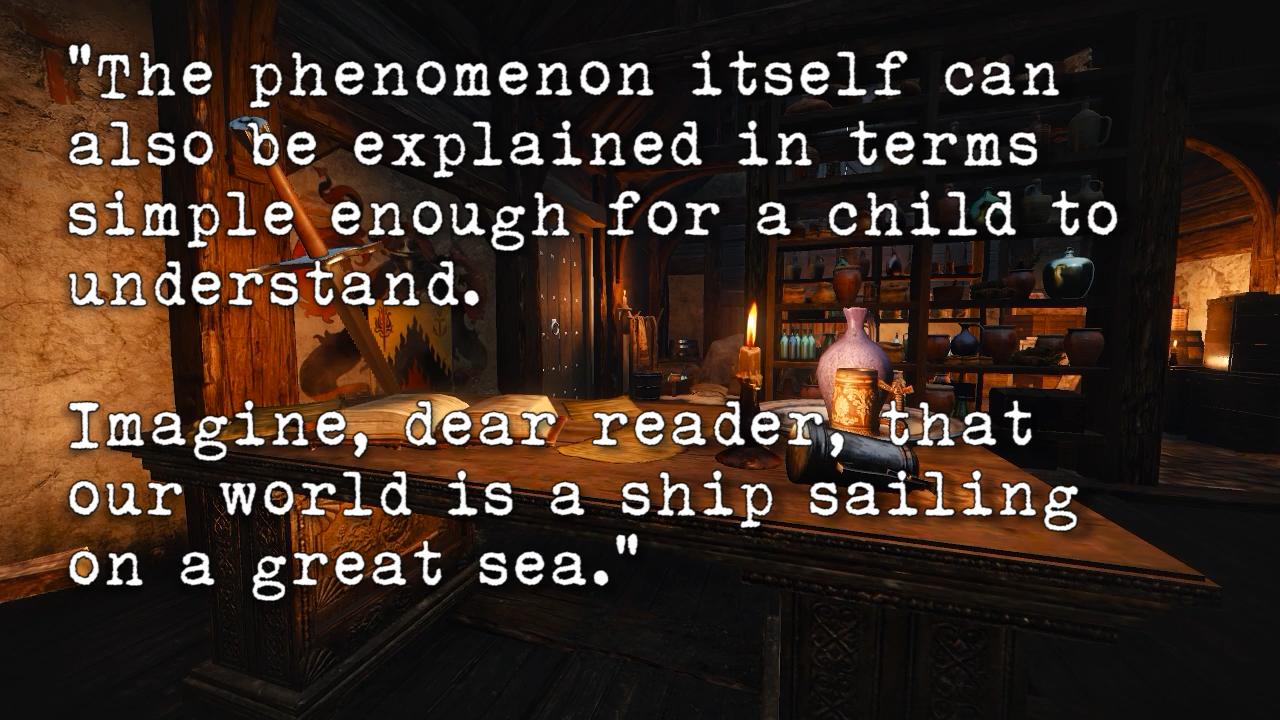 "The phenomenon itself can
also be explained in terms
simple enough for a child to
understand.
Imagine, dear reader, that
our world is a ship sailing
on a great sea."